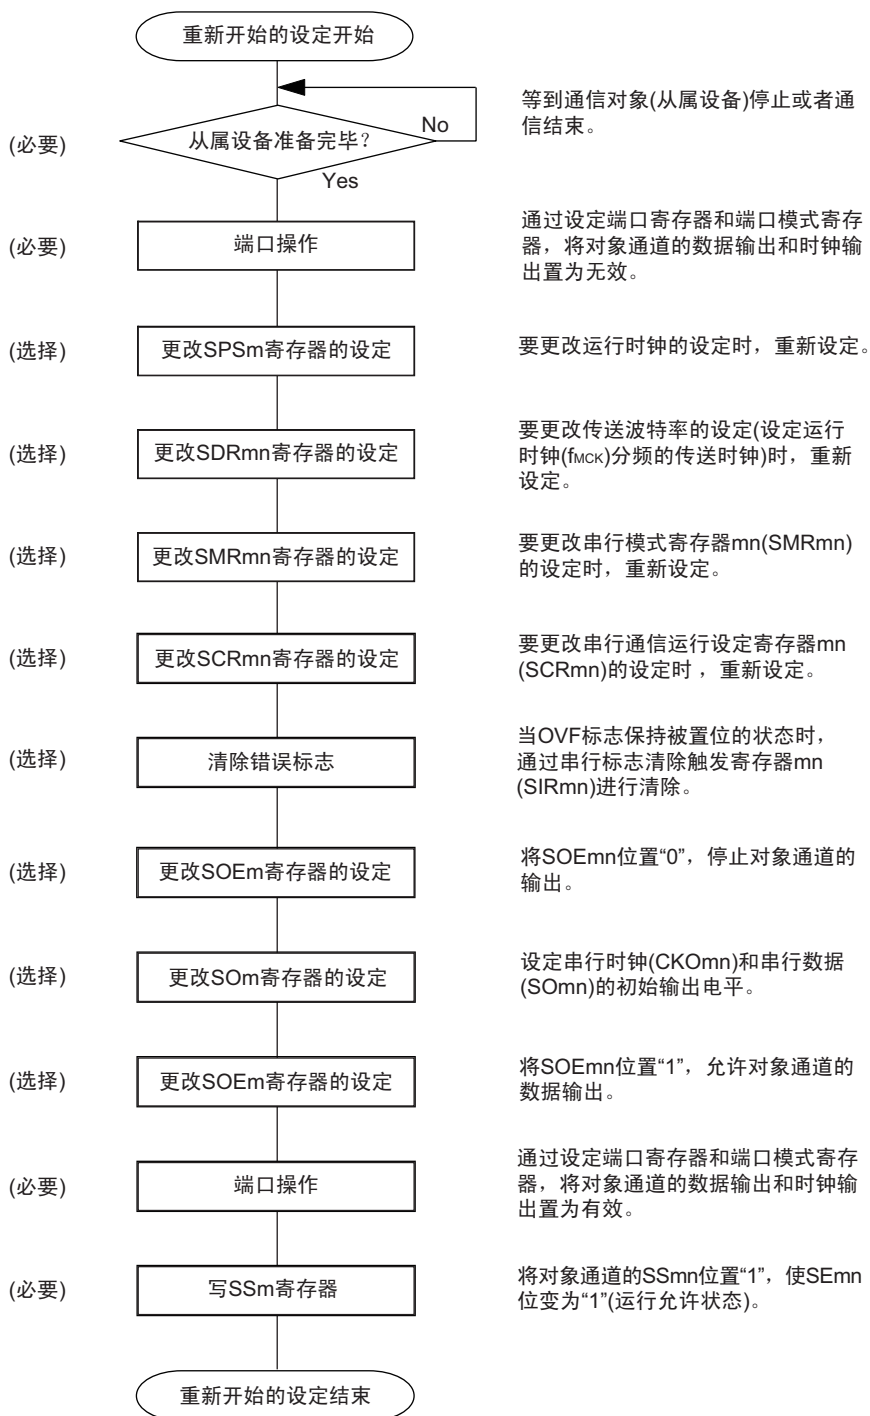 重新开始的设定开始
等到通信对象(从属设备)停止或者通
信结束。
(必要)
从属设备准备完毕？
No
Yes
(必要)
端口操作
通过设定端口寄存器和端口模式寄存
器，将对象通道的数据输出和时钟输
出置为无效。
(选择)
更改SPSm寄存器的设定
要更改运行时钟的设定时，重新设定。
(选择)
更改SDRmn寄存器的设定
要更改传送波特率的设定(设定运行
时钟(fMCK)分频的传送时钟)时，重新
设定。
(选择)
更改SMRmn寄存器的设定
要更改串行模式寄存器mn(SMRmn)
的设定时，重新设定。
(选择)
更改SCRmn寄存器的设定
要更改串行通信运行设定寄存器mn
(SCRmn)的设定时，重新设定。
(选择)
清除错误标志
当OVF标志保持被置位的状态时，
通过串行标志清除触发寄存器mn
(SIRmn)进行清除。
(选择)
更改SOEm寄存器的设定
将SOEmn位置“0”，停止对象通道的
输出。
(选择)
更改SOm寄存器的设定
设定串行时钟(CKOmn)和串行数据
(SOmn)的初始输出电平。
(选择)
更改SOEm寄存器的设定
将SOEmn位置“1”，允许对象通道的
数据输出。
(必要)
端口操作
通过设定端口寄存器和端口模式寄存
器，将对象通道的数据输出和时钟输
出置为有效。
(必要)
写SSm寄存器
将对象通道的SSmn位置“1”，使SEmn
位变为“1”(运行允许状态)。
重新开始的设定结束